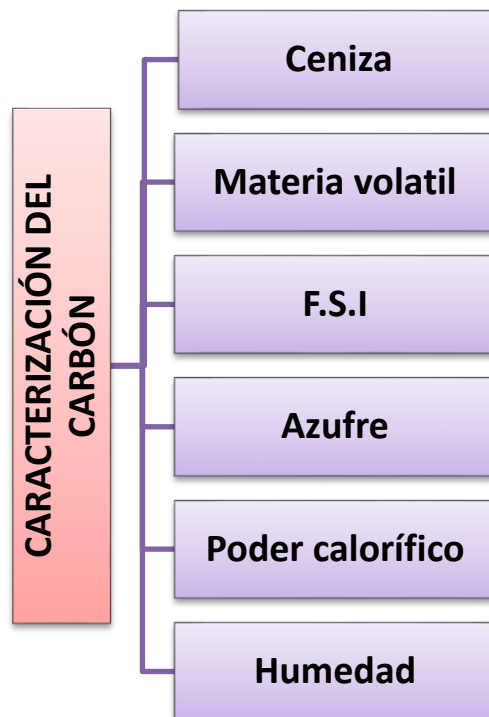 CARACTERIZACIÓN DEL
CARBÓN
Ceniza
Materia volatil
F.S.I
Azufre
Poder calorífico
Humedad